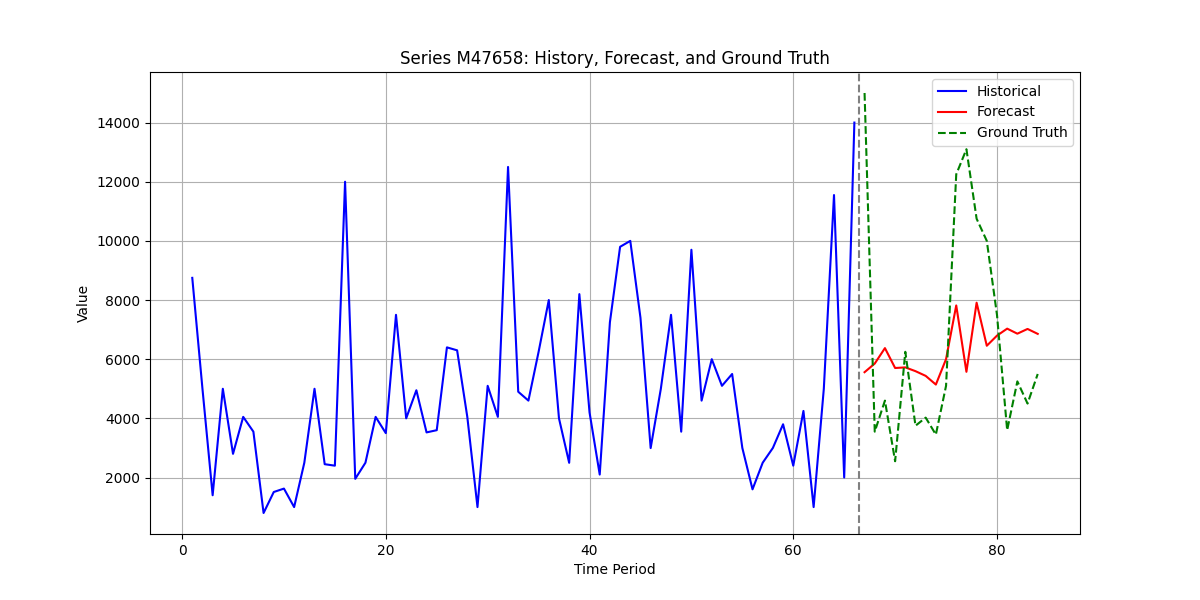 Series M47658: History, Forecast, and Ground Truth
Historical
Forecast
Ground Truth
14000
12000
10000
8000
6000
4000
2000
Value
0
20
40
60
80
Time Period